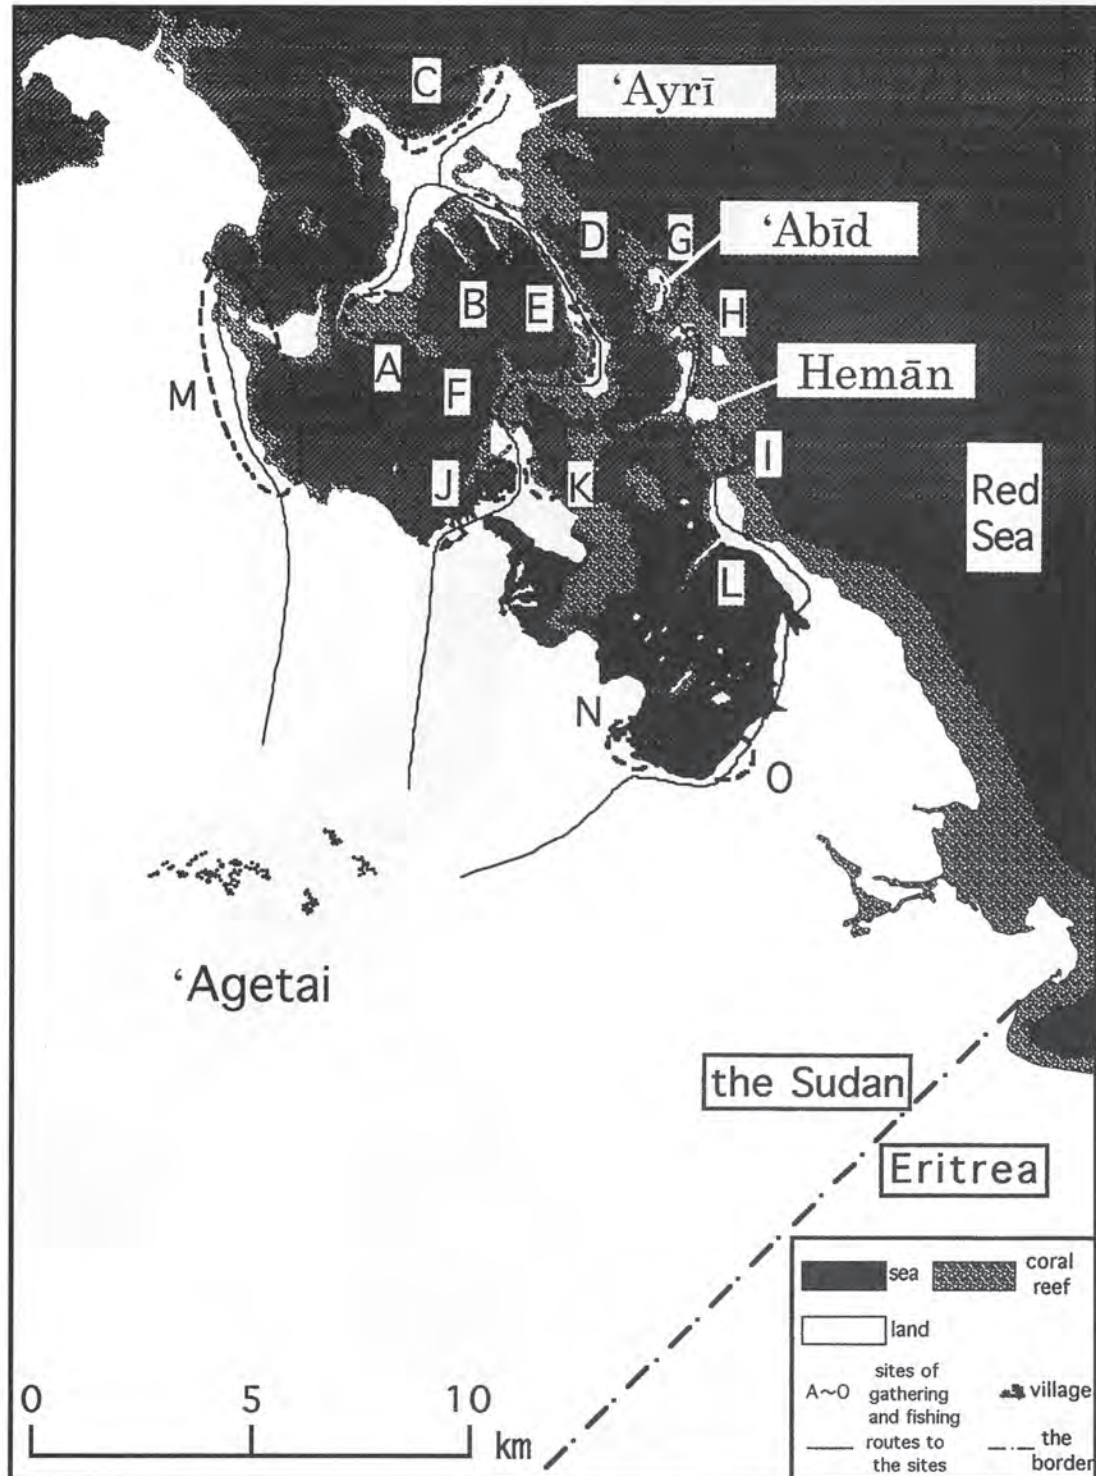 C
‘Ayrī
D
G
‘Abīd
B
E
H
A
Hemān
M
F
I
J
K
Red
Sea
L
N
O
‘Agetai
the Sudan
Eritrea
sea
coral
reef
land
A~O
sites of
gathering
and fishing
village
routes to
the sites
the
border
0
5
10
km